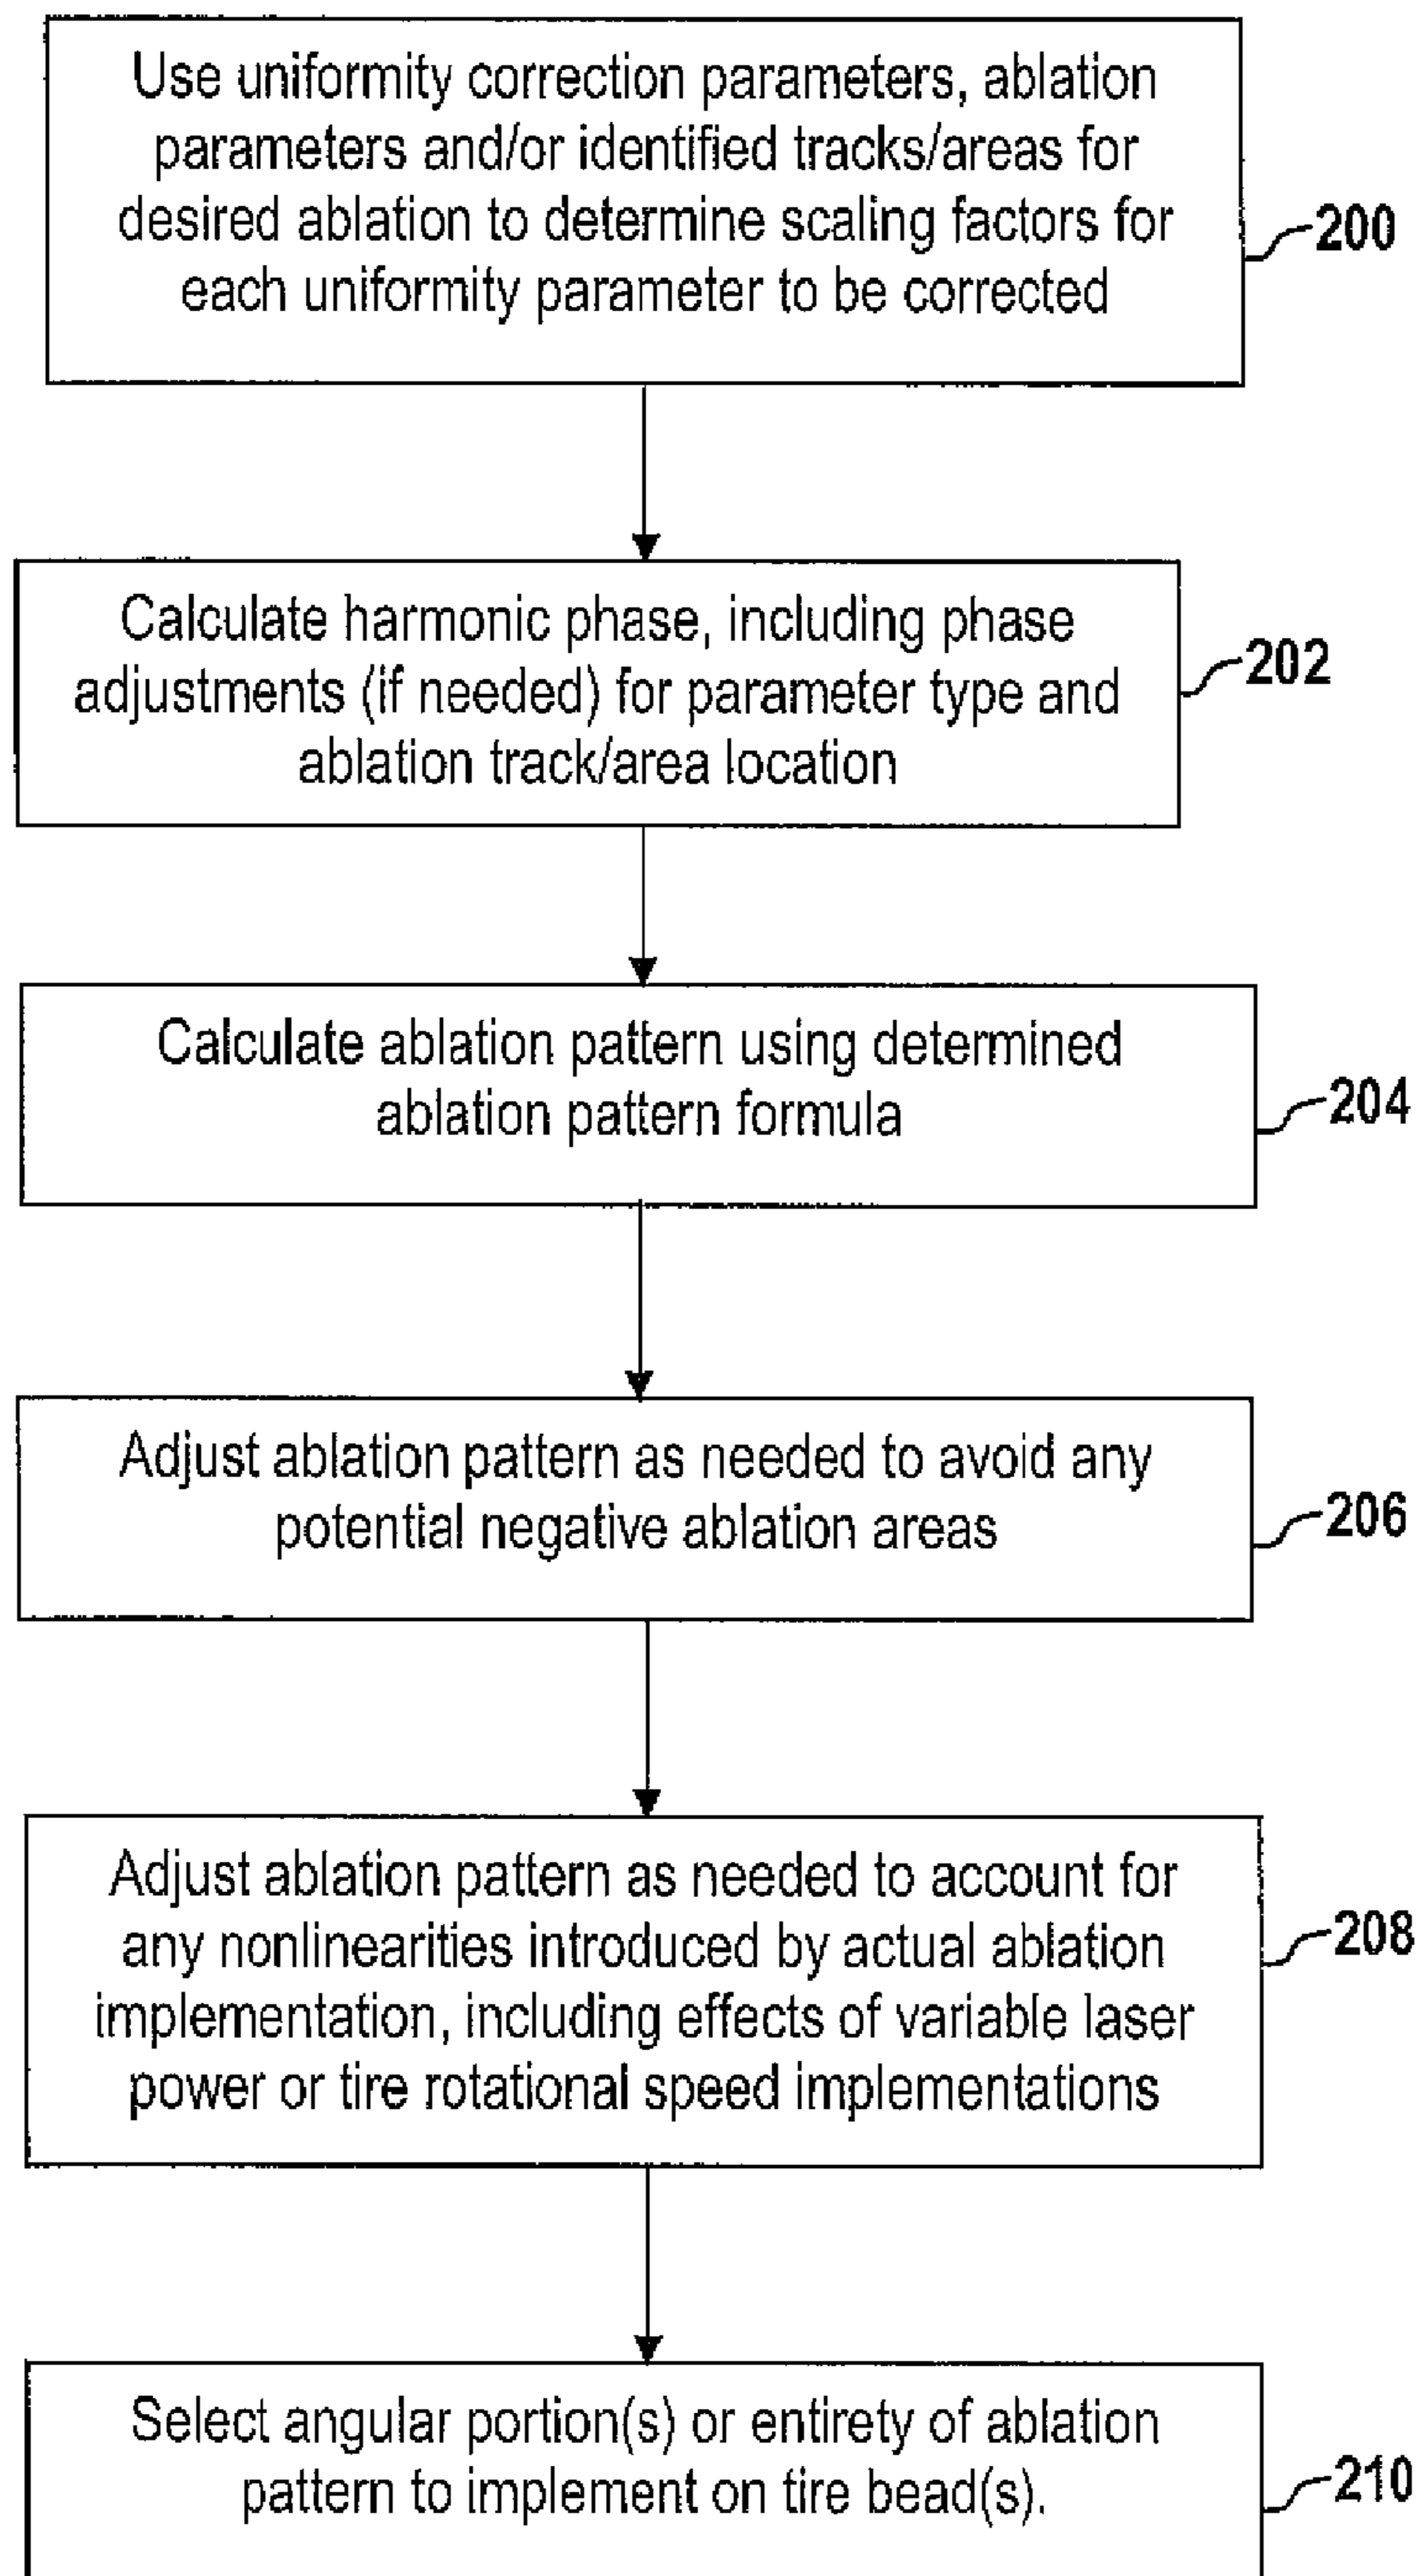 Use uniformity correction parameters, ablation
parameters and/or identified tracks/areas for
desired ablation to determine scaling factors for
each uniformity parameter to be corrected
200
Calculate harmonic phase, including phase
adjustments (if needed) for parameter type and
ablation track/area location
202
Calculate ablation pattern using determined
ablation pattern formula
204
Adjust ablation pattern as needed to avoid any
potential negative ablation areas
206
Adjust ablation pattern as needed to account for
any nonlinearities introduced by actual ablation
implementation, including effects of variable laser
power or tire rotational speed implementations
208
Select angular portion(s) or entirety of ablation
pattern to implement on tire bead(s).
210